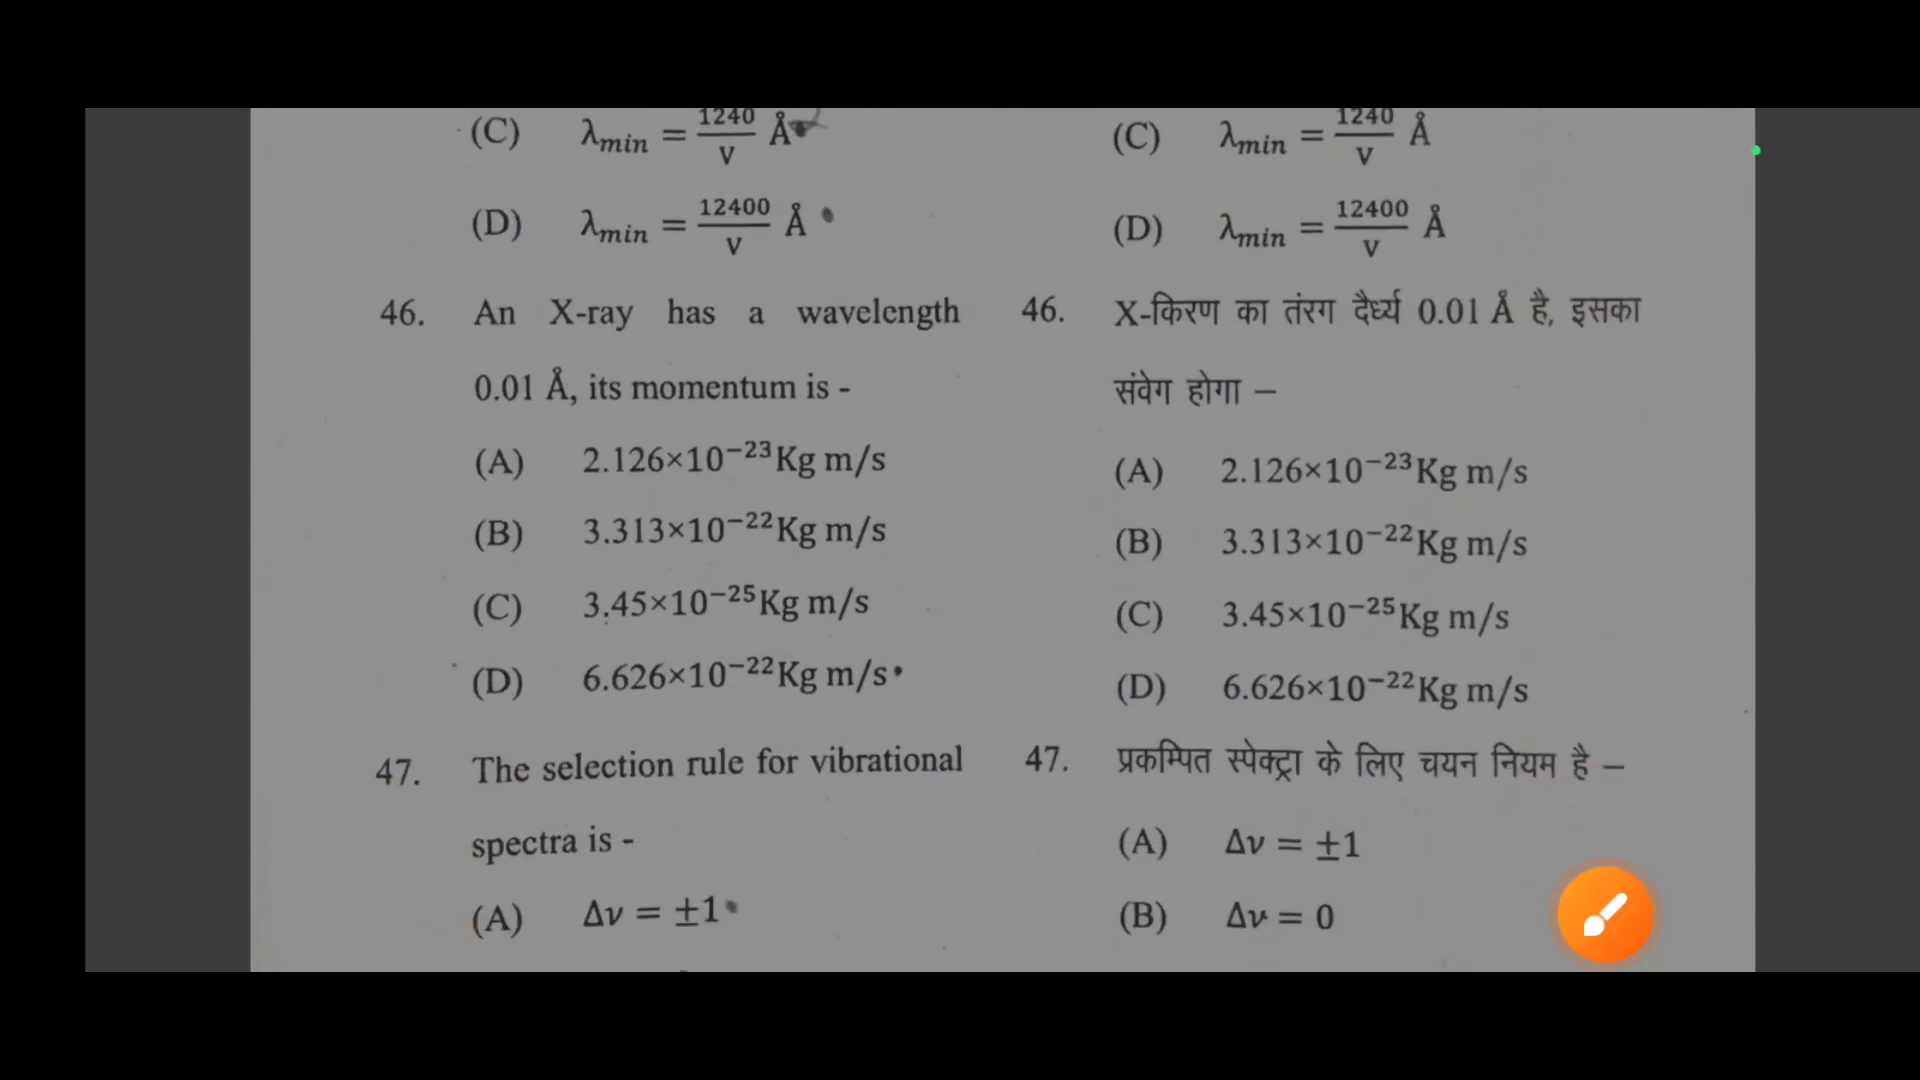 (C) λmin = 1240/V Å
(D) λmin = 12400/V Å
46. An X-ray has a wavelength
0.01 Å, its momentum is -
(A) 2.126×10⁻²³Kg m/s
(B) 3.313×10⁻²²Kg m/s
(C) 3.45×10⁻²⁵Kg m/s
(D) 6.626×10⁻²²Kg m/s
47. The selection rule for vibrational
spectra is -
(A) Δν = ±1
(C) λmin = 1240/V Å
(D) λmin = 12400/V Å
46. X-किरण का तंरग दैर्ध्य 0.01 Å है, इसका
संवेग होगा –
(A) 2.126×10⁻²³Kg m/s
(B) 3.313×10⁻²²Kg m/s
(C) 3.45×10⁻²⁵Kg m/s
(D) 6.626×10⁻²²Kg m/s
47. प्रकम्पित स्पेक्ट्रा के लिए चयन नियम है –
(A) Δν = ±1
(B) Δν = 0